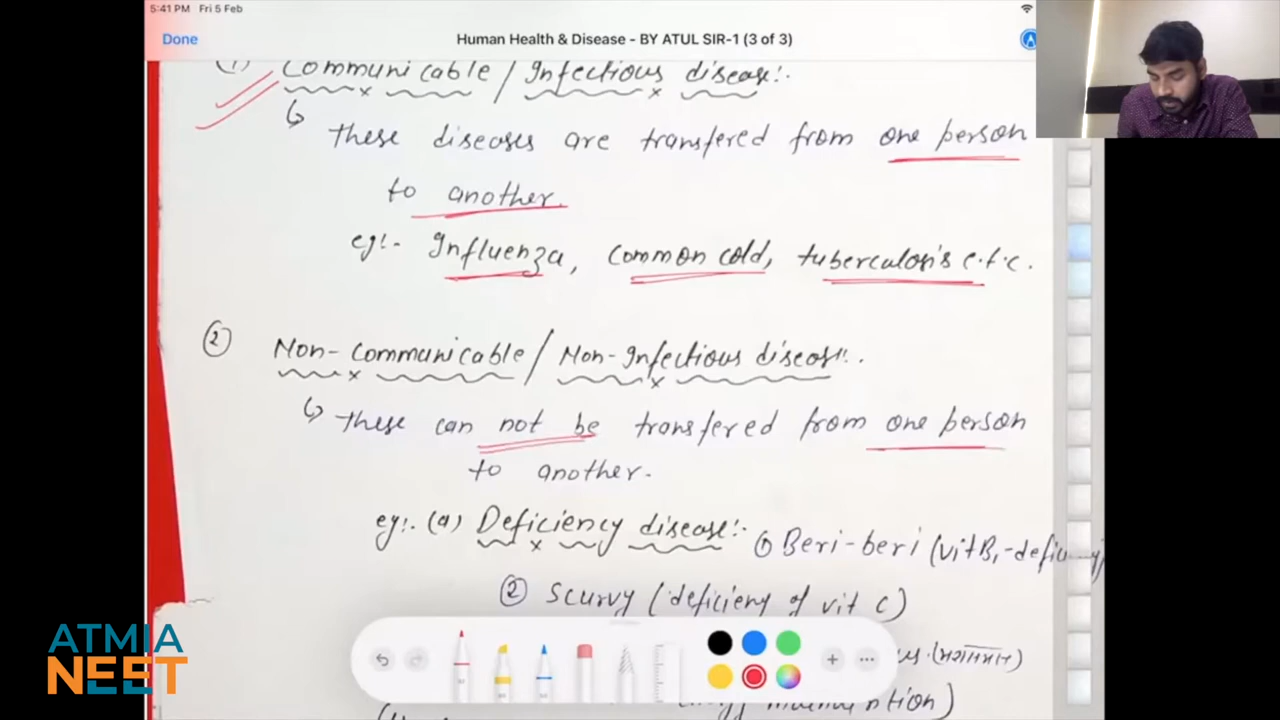 5:41 PM Fri 5 Feb
Done
Human Health & Disease - BY ATUL SIR-1 (3 of 3)
(1) Communicable / Infectious disease:-
These diseases are transfered from one person
to another.
eg:- Influenza, common cold, tuberculosis e.t.c.
② Non-Communicable / Non-Infectious disease:-
These can not be transfered from one person
to another.
eg:- (a) Deficiency disease:- ① Beri-beri (vit B₁-deficiency)
② Scurvy (deficieny of vit C)
ATMIA
NEET